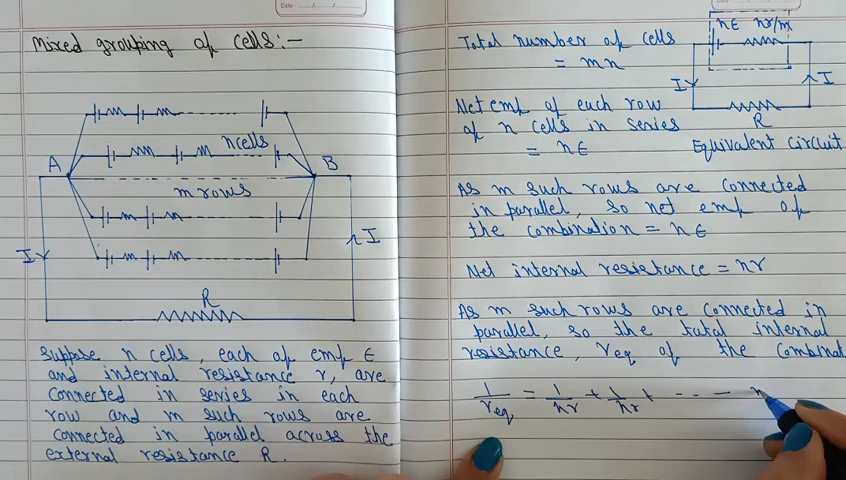 Date
Mixed grouping of cells:-
A
n cells
B
m rows
I
I
R
Suppose n cells, each of emf ϵ
and internal resistance r, are
connected in series in each
row and m such rows are
connected in parallel across the
external resistance R.
Total number of cells
= mn
nϵ nr/m
I
I
R
Equivalent circuit
Net emf of each row
of n cells in series
= nϵ
As m such rows are connected
in parallel, so net emf of
the combination = nϵ
Net internal resistance = nr
As m such rows are connected in
parallel, so the total internal
resistance, req of the combinat
1/req = 1/nr + 1/nr + - - -